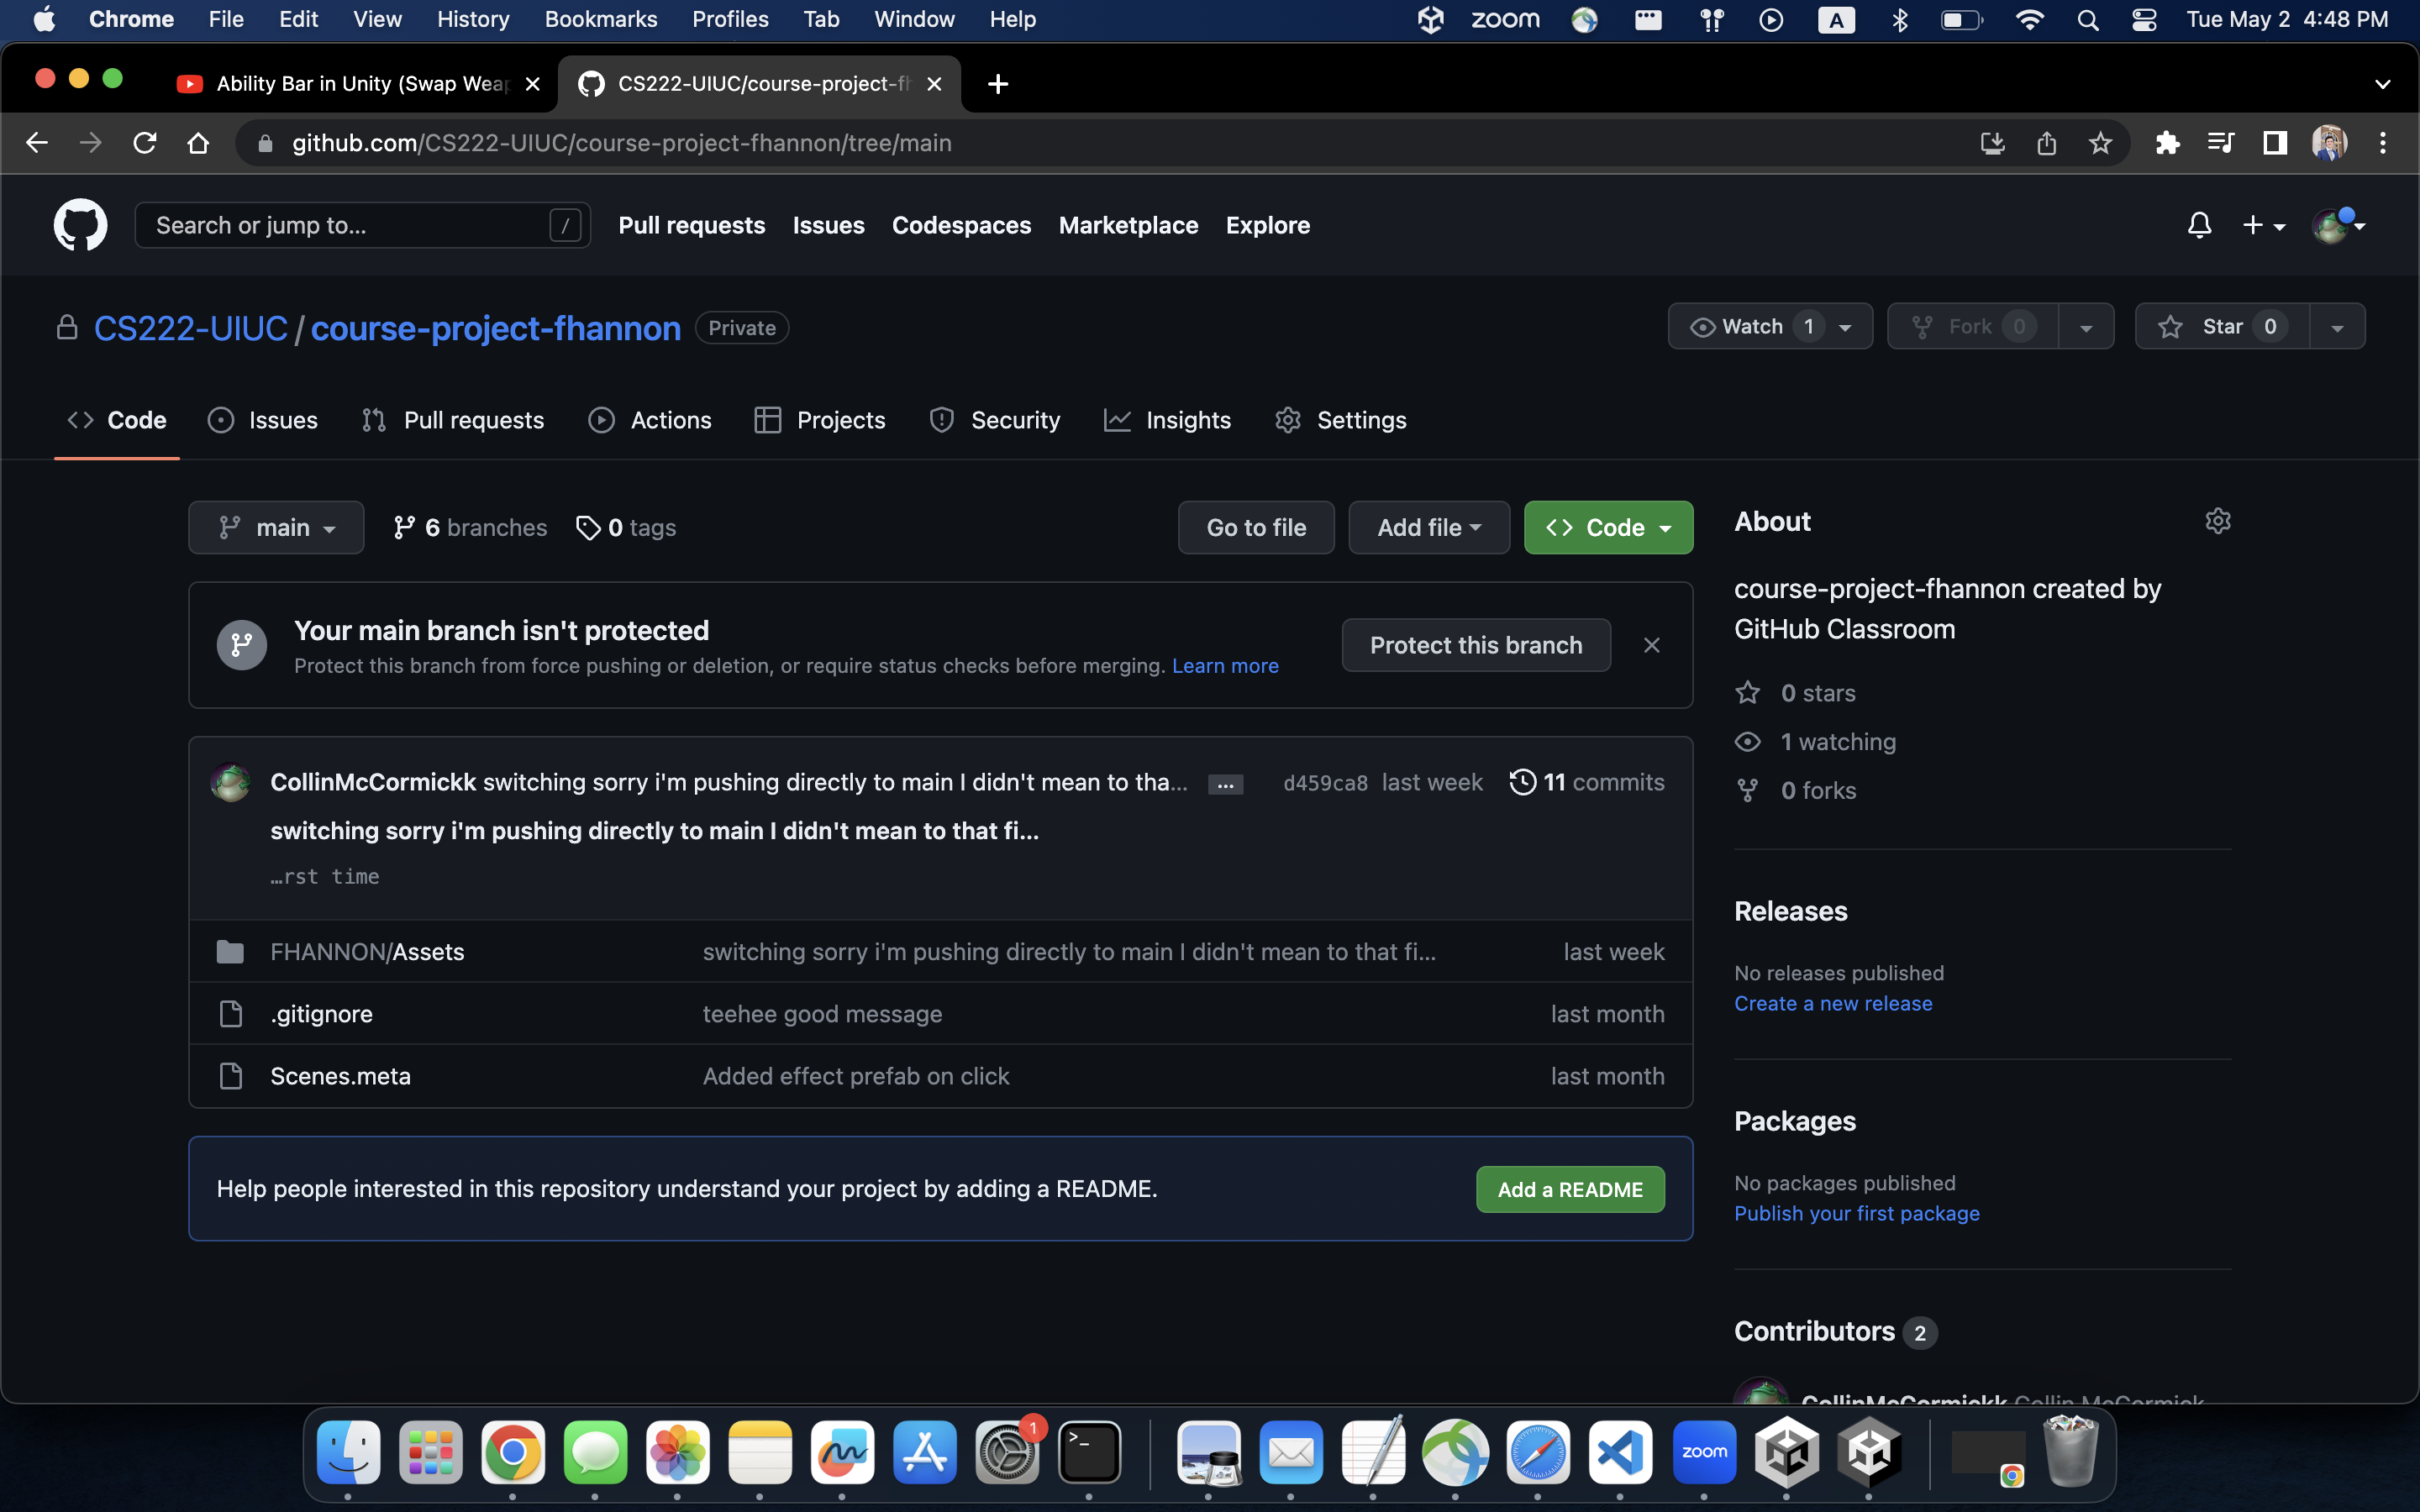 Chrome File Edit View History Bookmarks Profiles Tab Window Help zoom A Tue May 2 4:48 PM
Ability Bar in Unity (Swap Weap
CS222-UIUC/course-project-fh
github.com/CS222-UIUC/course-project-fhannon/tree/main
Search or jump to... / Pull requests Issues Codespaces Marketplace Explore
CS222-UIUC / course-project-fhannon Private Watch 1 Fork 0 Star 0
Code Issues Pull requests Actions Projects Security Insights Settings
main 6 branches 0 tags Go to file Add file Code
Your main branch isn't protected
Protect this branch from force pushing or deletion, or require status checks before merging. Learn more
Protect this branch
CollinMcCormickk switching sorry i'm pushing directly to main I didn't mean to tha... ... d459ca8 last week 11 commits
switching sorry i'm pushing directly to main I didn't mean to that fi...
…rst time
FHANNON/Assets switching sorry i'm pushing directly to main I didn't mean to that fi... last week
.gitignore teehee good message last month
Scenes.meta Added effect prefab on click last month
Help people interested in this repository understand your project by adding a README. Add a README
About
course-project-fhannon created by
GitHub Classroom
0 stars
1 watching
0 forks
Releases
No releases published
Create a new release
Packages
No packages published
Publish your first package
Contributors 2
CollinMcCormickk Collin McCormick
1
>_
zoom